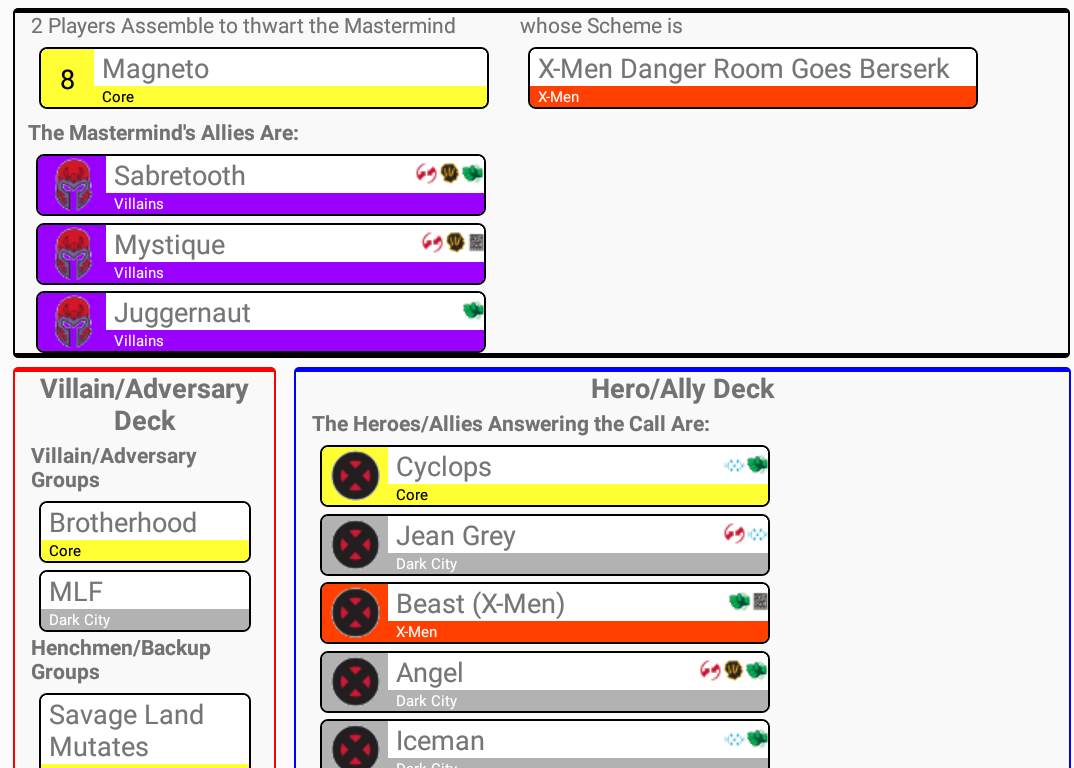 2 Players Assemble to thwart the Mastermind
whose Scheme is
8
Magneto
Core
X-Men Danger Room Goes Berserk
X-Men
The Mastermind's Allies Are:
Sabretooth
Villains
Mystique
Villains
Juggernaut
Villains
Villain/Adversary
Deck
Villain/Adversary
Groups
Brotherhood
Core
MLF
Dark City
Henchmen/Backup
Groups
Savage Land
Mutates
Hero/Ally Deck
The Heroes/Allies Answering the Call Are:
Cyclops
Core
Jean Grey
Dark City
Beast (X-Men)
X-Men
Angel
Dark City
Iceman
Dark City